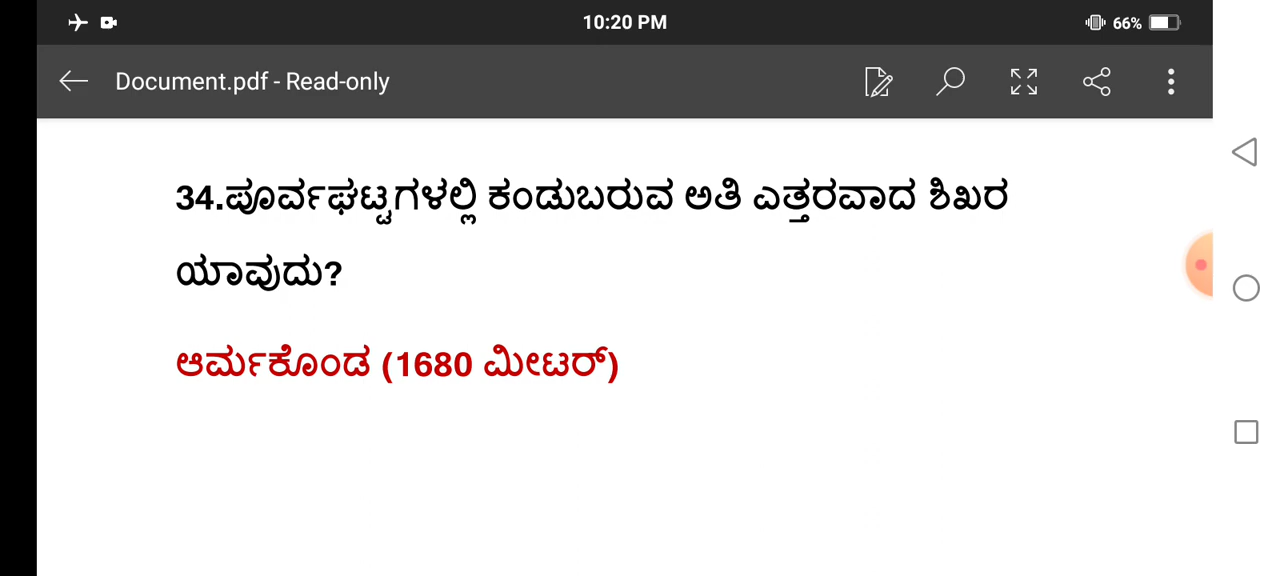 10:20 PM
66%
Document.pdf - Read-only
34.ಪೂರ್ವಘಟ್ಟಗಳಲ್ಲಿ ಕಂಡುಬರುವ ಅತಿ ಎತ್ತರವಾದ ಶಿಖರ
ಯಾವುದು?
ಆರ್ಮಕೊಂಡ (1680 ಮೀಟರ್)